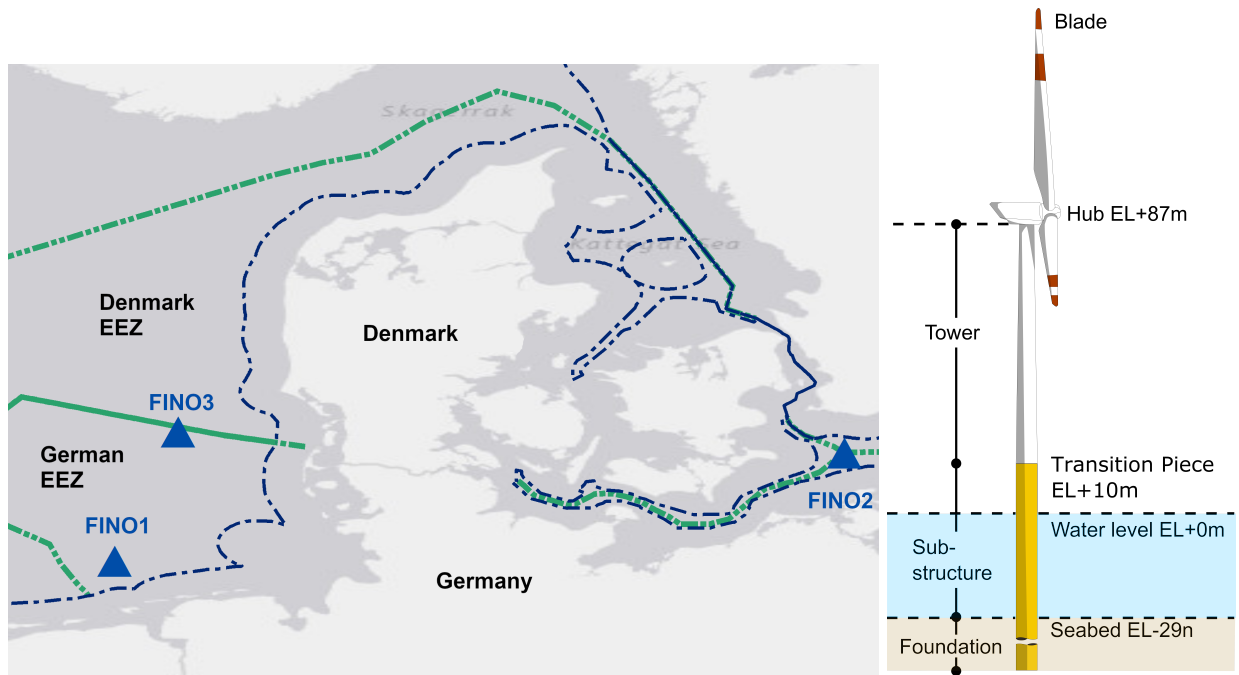 Skagerrak
Kattegat Sea
Denmark
EEZ
Denmark
FINO3
German
EEZ
FINO1
FINO2
Germany
Blade
Hub EL+87m
Tower
Transition Piece
EL+10m
Water level EL+0m
Sub-
structure
Seabed EL-29n
Foundation